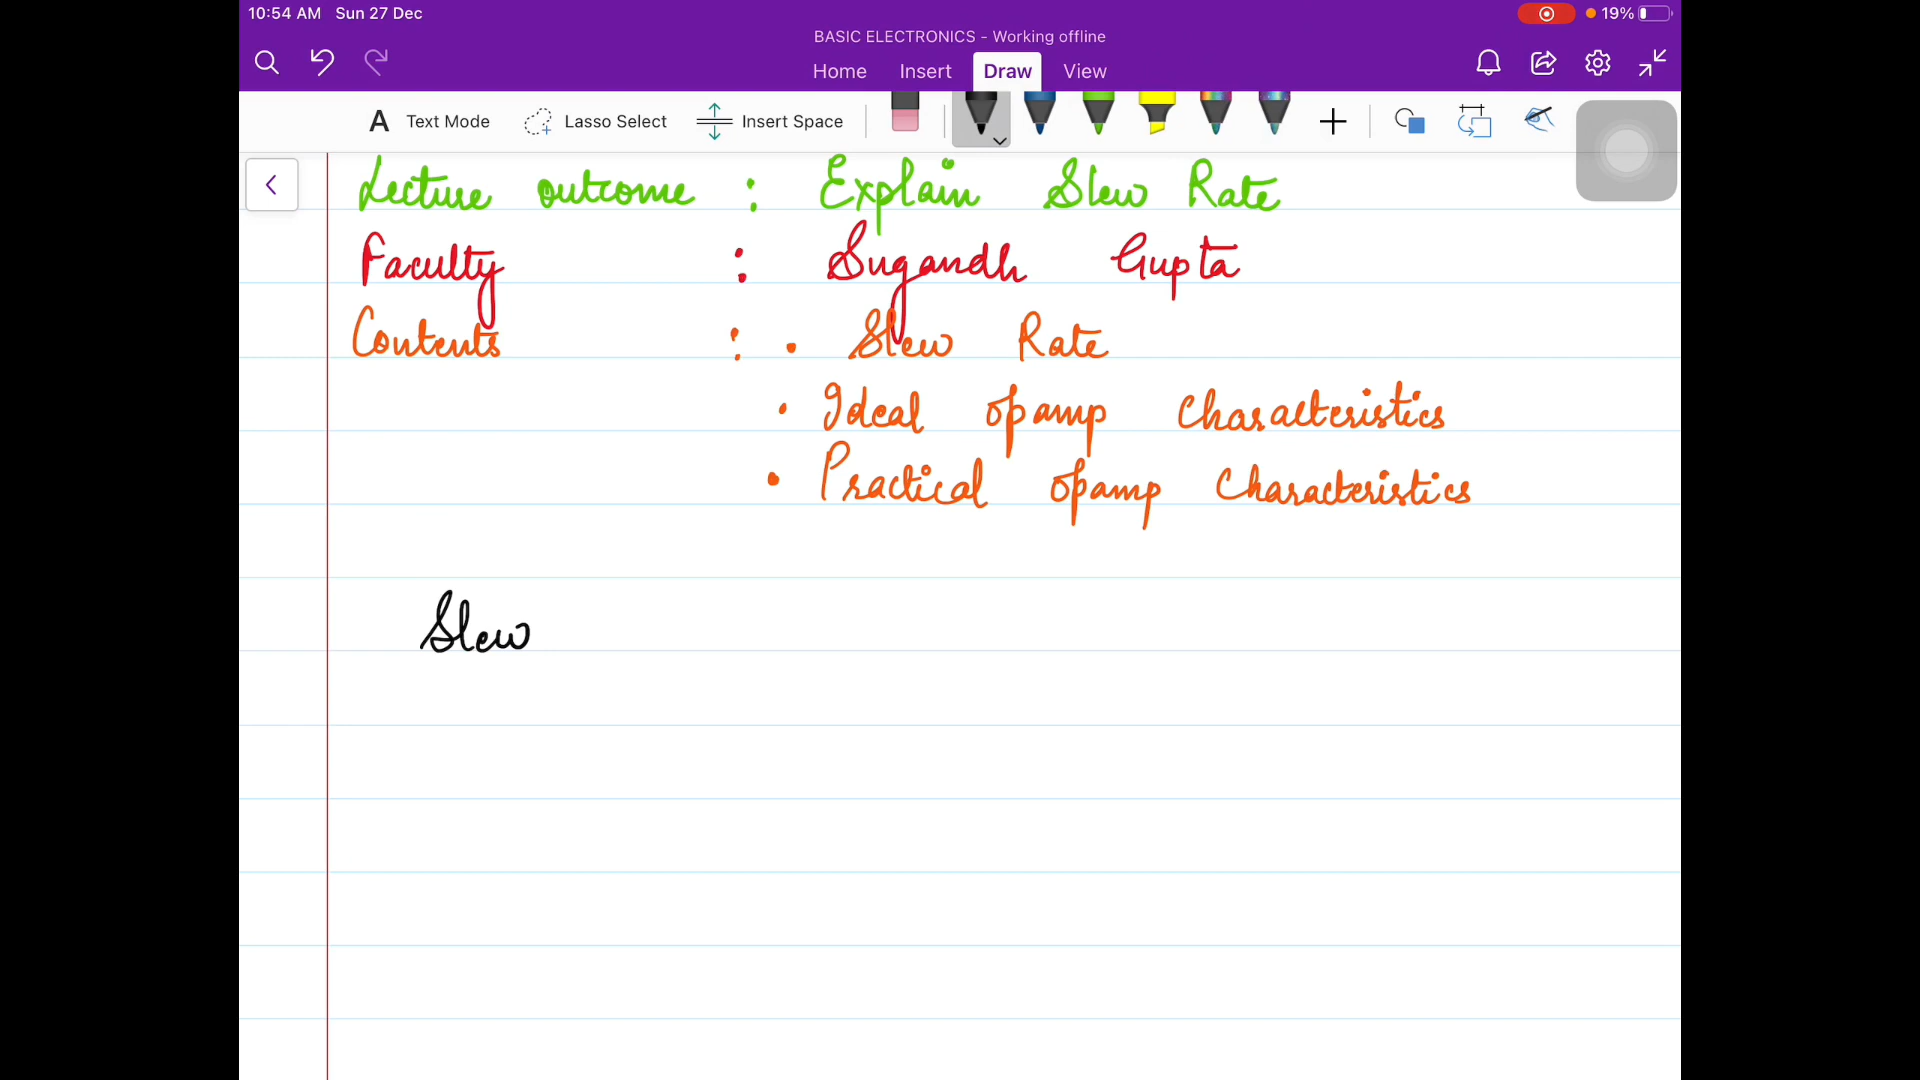 10:54 AM Sun 27 Dec
19%
BASIC ELECTRONICS - Working offline
Home Insert Draw View
A Text Mode Lasso Select Insert Space
Lecture outcome : Explain Slew Rate
Faculty : Sugandh Gupta
Contents : • Slew Rate
• Ideal opamp Characteristics
• Practical opamp Characteristics
Slew